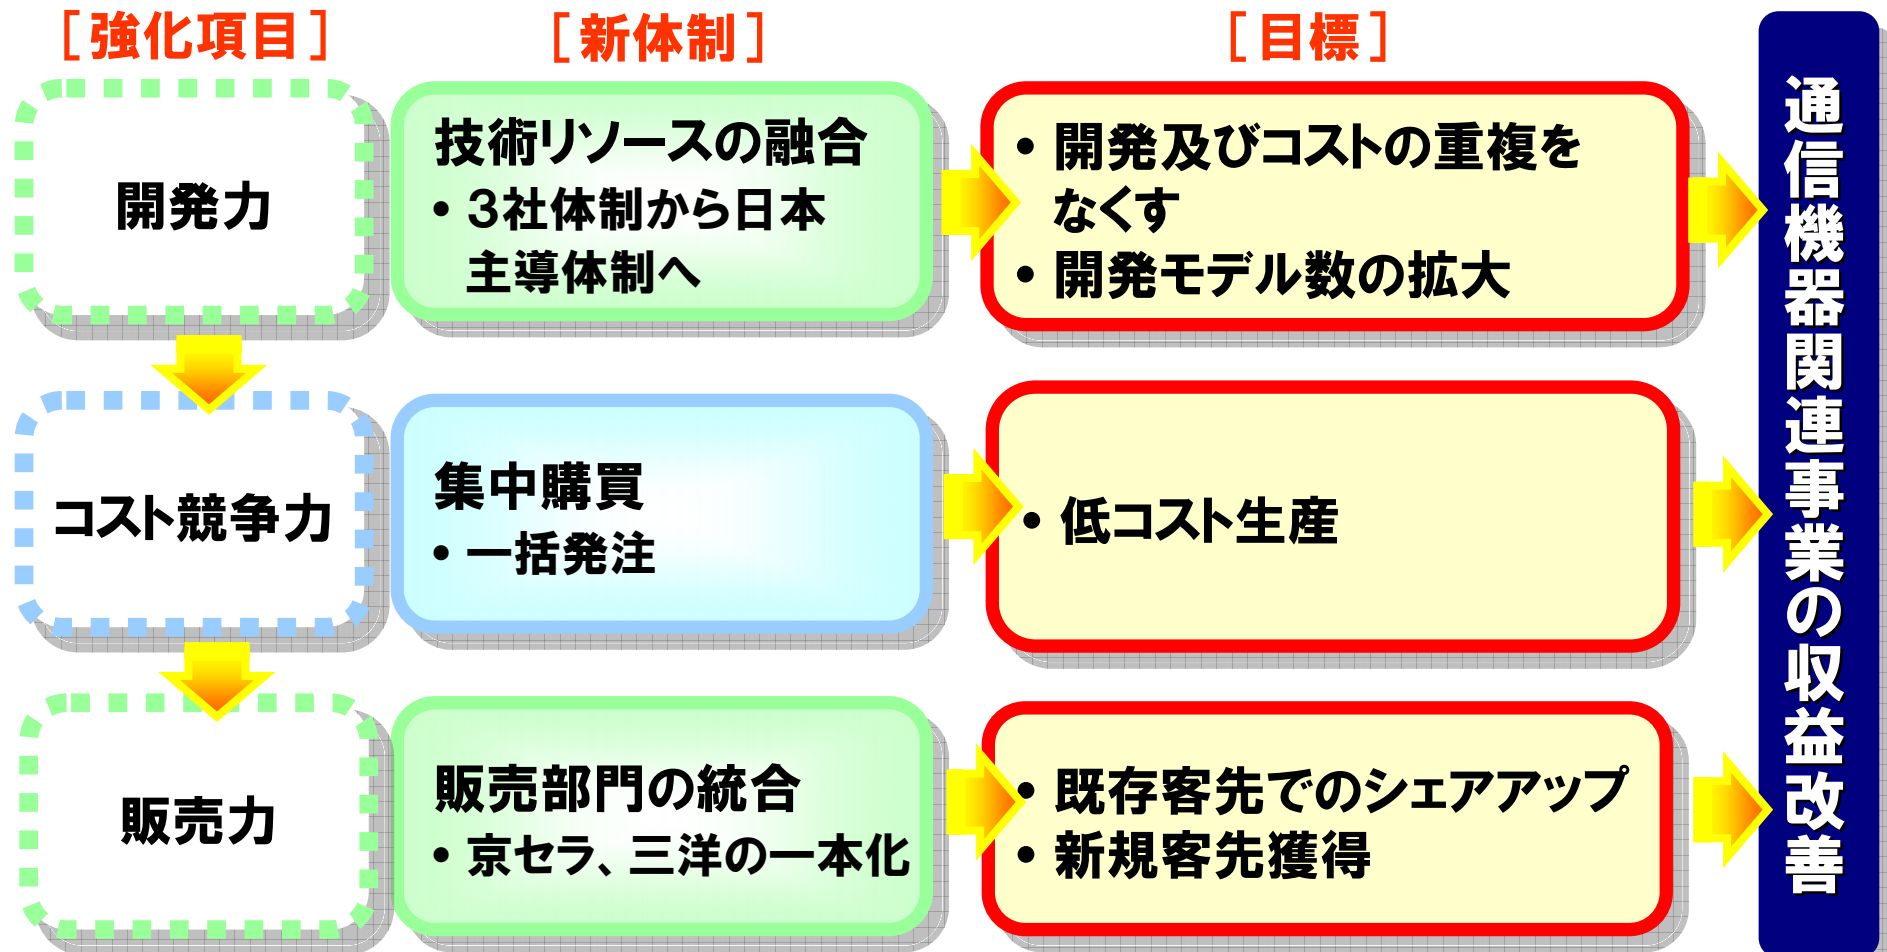 ［強化項目］
［新体制］
［目標］
開発力
技術リソースの融合
• ３社体制から日本
主導体制へ
• 開発及びコストの重複を
なくす
• 開発モデル数の拡大
コスト競争力
集中購買
• 一括発注
• 低コスト生産
販売力
販売部門の統合
• 京セラ、三洋の一本化
• 既存客先でのシェアアップ
• 新規客先獲得
通信機器関連事業の収益改善